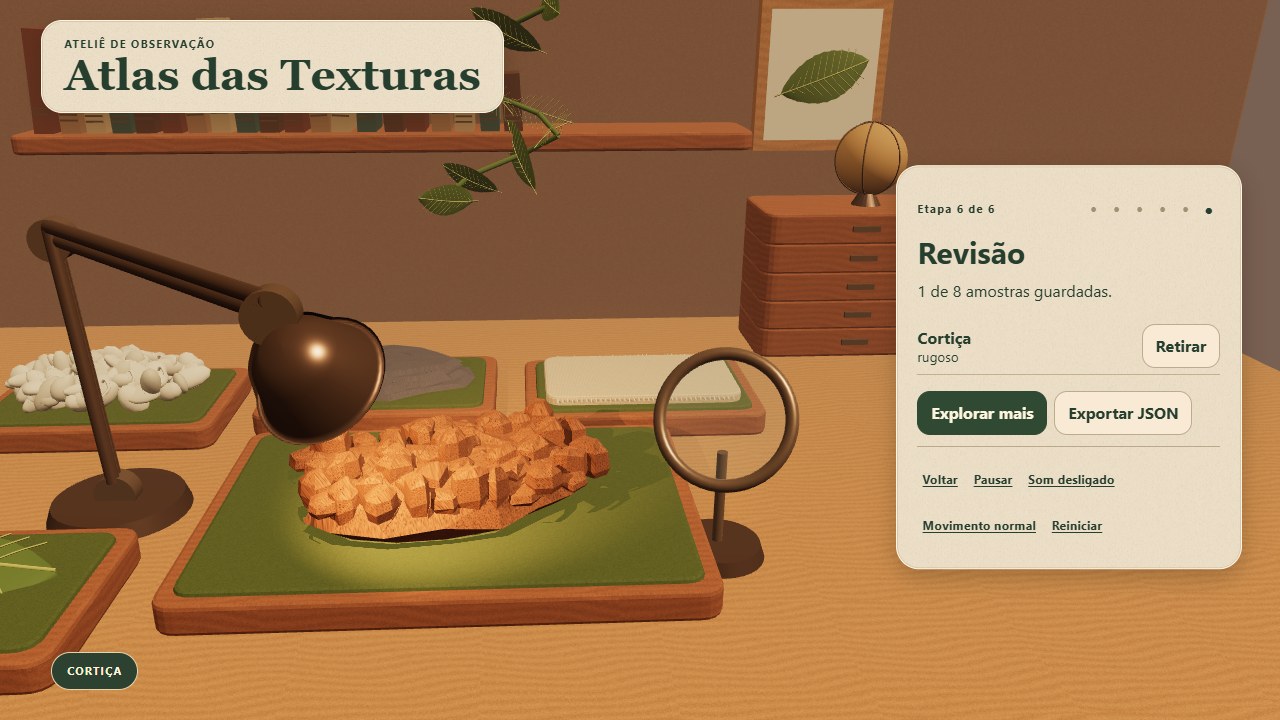 ATELIÊ DE OBSERVAÇÃO
Atlas das Texturas
Etapa 6 de 6
Revisão
1 de 8 amostras guardadas.
Cortiça
rugoso
Retirar
Explorar mais
Exportar JSON
Voltar
Pausar
Som desligado
Movimento normal
Reiniciar
CORTIÇA